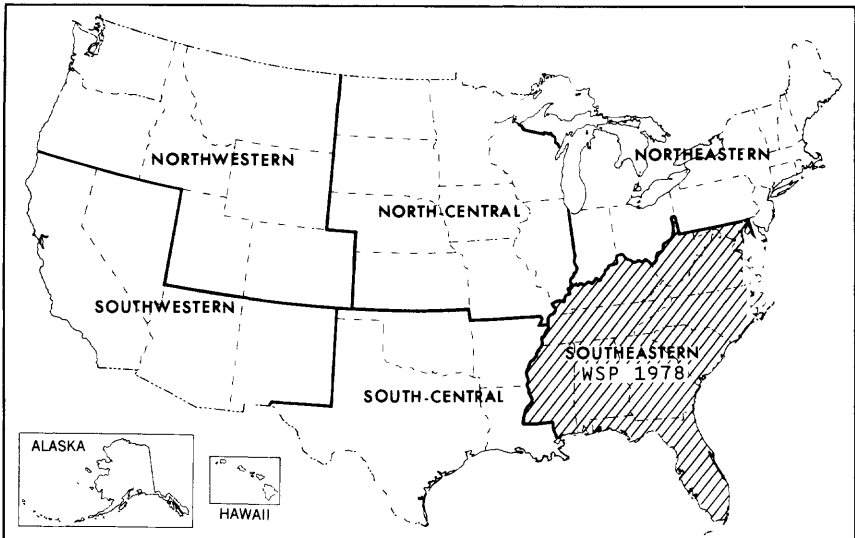 NORTHWESTERN
NORTHEASTERN
NORTH-CENTRAL
SOUTHWESTERN
SOUTHEASTERN
WSP 1978
SOUTH-CENTRAL
ALASKA
HAWAII